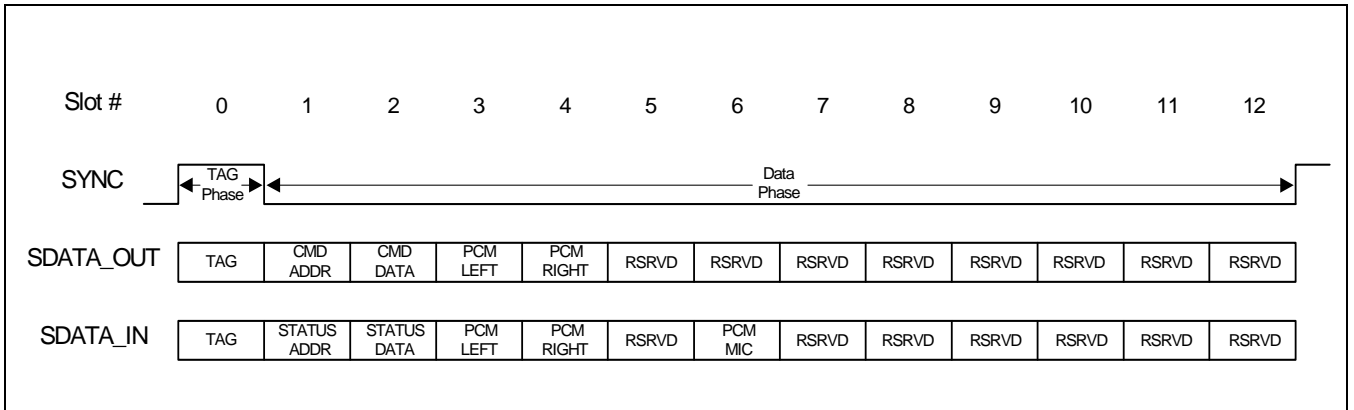 Slot # 0 1 2 3 4 5 6 7 8 9 10 11 12
SYNC TAG Phase Data Phase
SDATA_OUT TAG CMD ADDR CMD DATA PCM LEFT PCM RIGHT RSRVD RSRVD RSRVD RSRVD RSRVD RSRVD RSRVD RSRVD
SDATA_IN TAG STATUS ADDR STATUS DATA PCM LEFT PCM RIGHT RSRVD PCM MIC RSRVD RSRVD RSRVD RSRVD RSRVD RSRVD